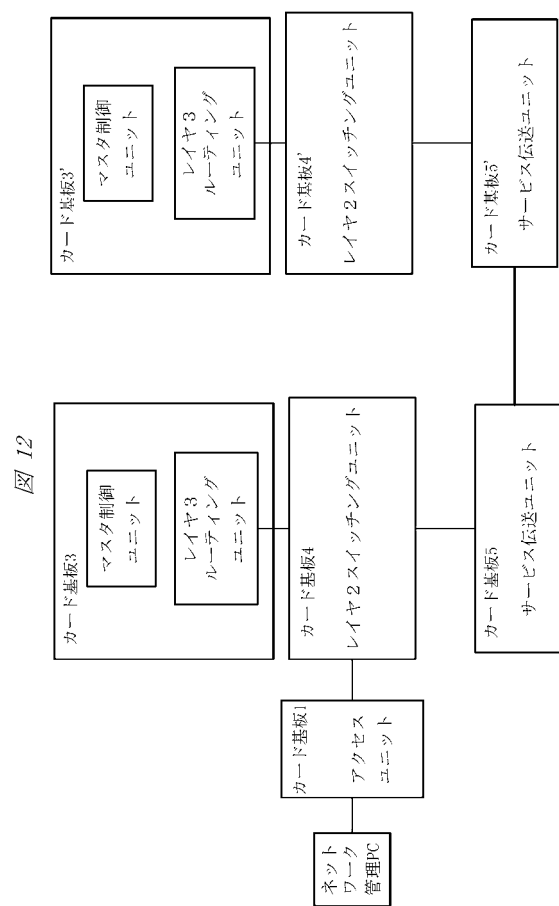 図 12
カード基板3
マスタ制御
ユニット
レイヤ3
ルーティング
ユニット
カード基板3'
マスタ制御
ユニット
レイヤ3
ルーティング
ユニット
ネット
ワーク
管理PC
カード基板1
アクセス
ユニット
カード基板4
レイヤ2スイッチングユニット
カード基板4'
レイヤ2スイッチングユニット
カード基板5
サービス伝送ユニット
カード基板5'
サービス伝送ユニット